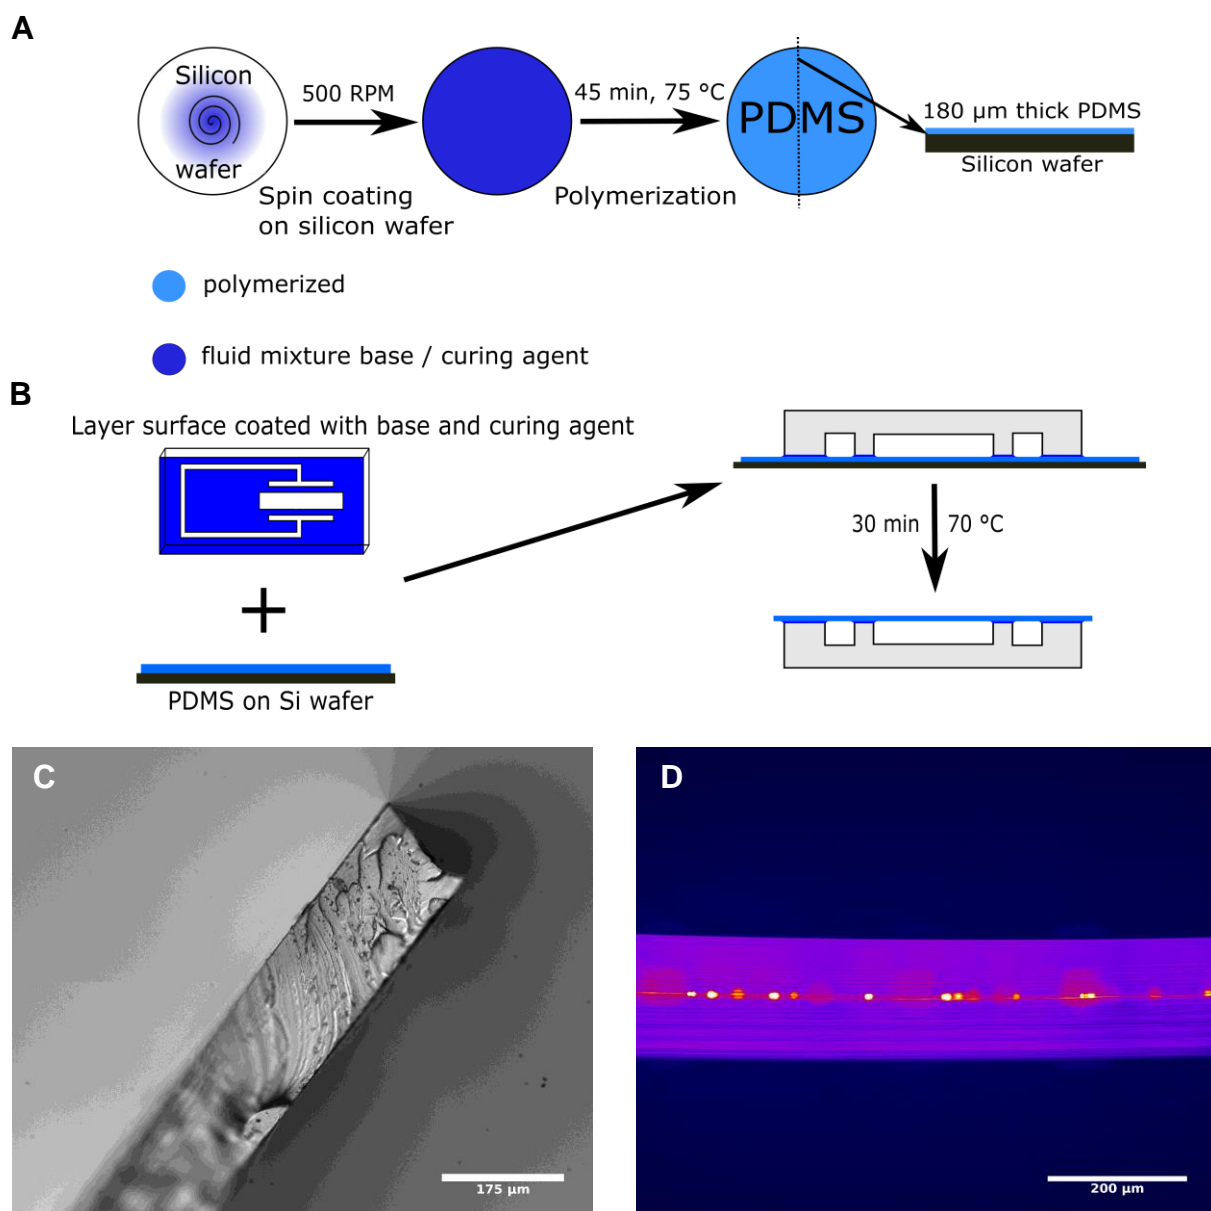 A
Silicon
wafer
500 RPM
Spin coating
on silicon wafer
45 min, 75 °C
Polymerization
PDMS
180 µm thick PDMS
Silicon wafer
polymerized
fluid mixture base / curing agent
B
Layer surface coated with base and curing agent
+
PDMS on Si wafer
30 min
70 °C
C
175 µm
D
200 µm